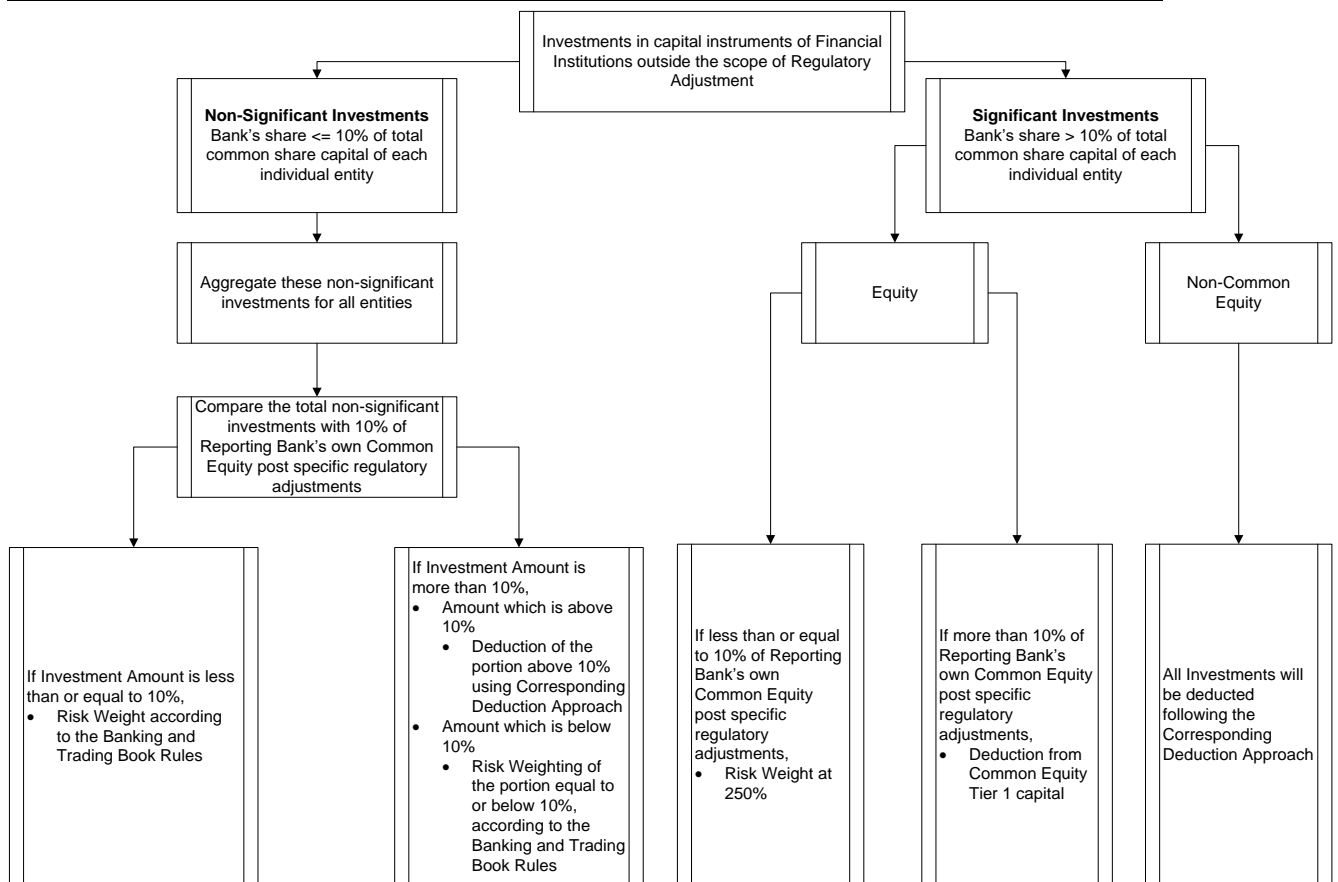 Investments in capital instruments of Financial
Institutions outside the scope of Regulatory
Adjustment
Non-Significant Investments
Bank's share <= 10% of total
common share capital of each
individual entity
Significant Investments
Bank's share > 10% of total
common share capital of each
individual entity
Aggregate these non-significant
investments for all entities
Equity
Non-Common
Equity
Compare the total non-significant
investments with 10% of
Reporting Bank's own Common
Equity post specific regulatory
adjustments
If Investment Amount is less
than or equal to 10%,
• Risk Weight according
to the Banking and
Trading Book Rules
If Investment Amount is
more than 10%,
• Amount which is above
10%
• Deduction of the
portion above 10%
using Corresponding
Deduction Approach
• Amount which is below
10%
• Risk Weighting of
the portion equal to
or below 10%,
according to the
Banking and Trading
Book Rules
If less than or equal
to 10% of Reporting
Bank's own
Common Equity
post specific
regulatory
adjustments,
• Risk Weight at
250%
If more than 10% of
Reporting Bank's
own Common Equity
post specific
regulatory
adjustments,
• Deduction from
Common Equity
Tier 1 capital
All Investments will
be deducted
following the
Corresponding
Deduction Approach